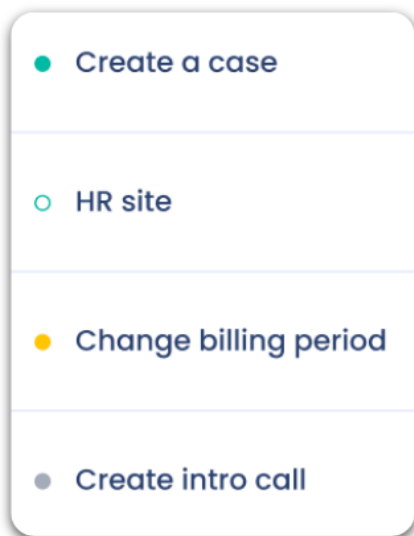 Create a case
HR site
Change billing period
Create intro call